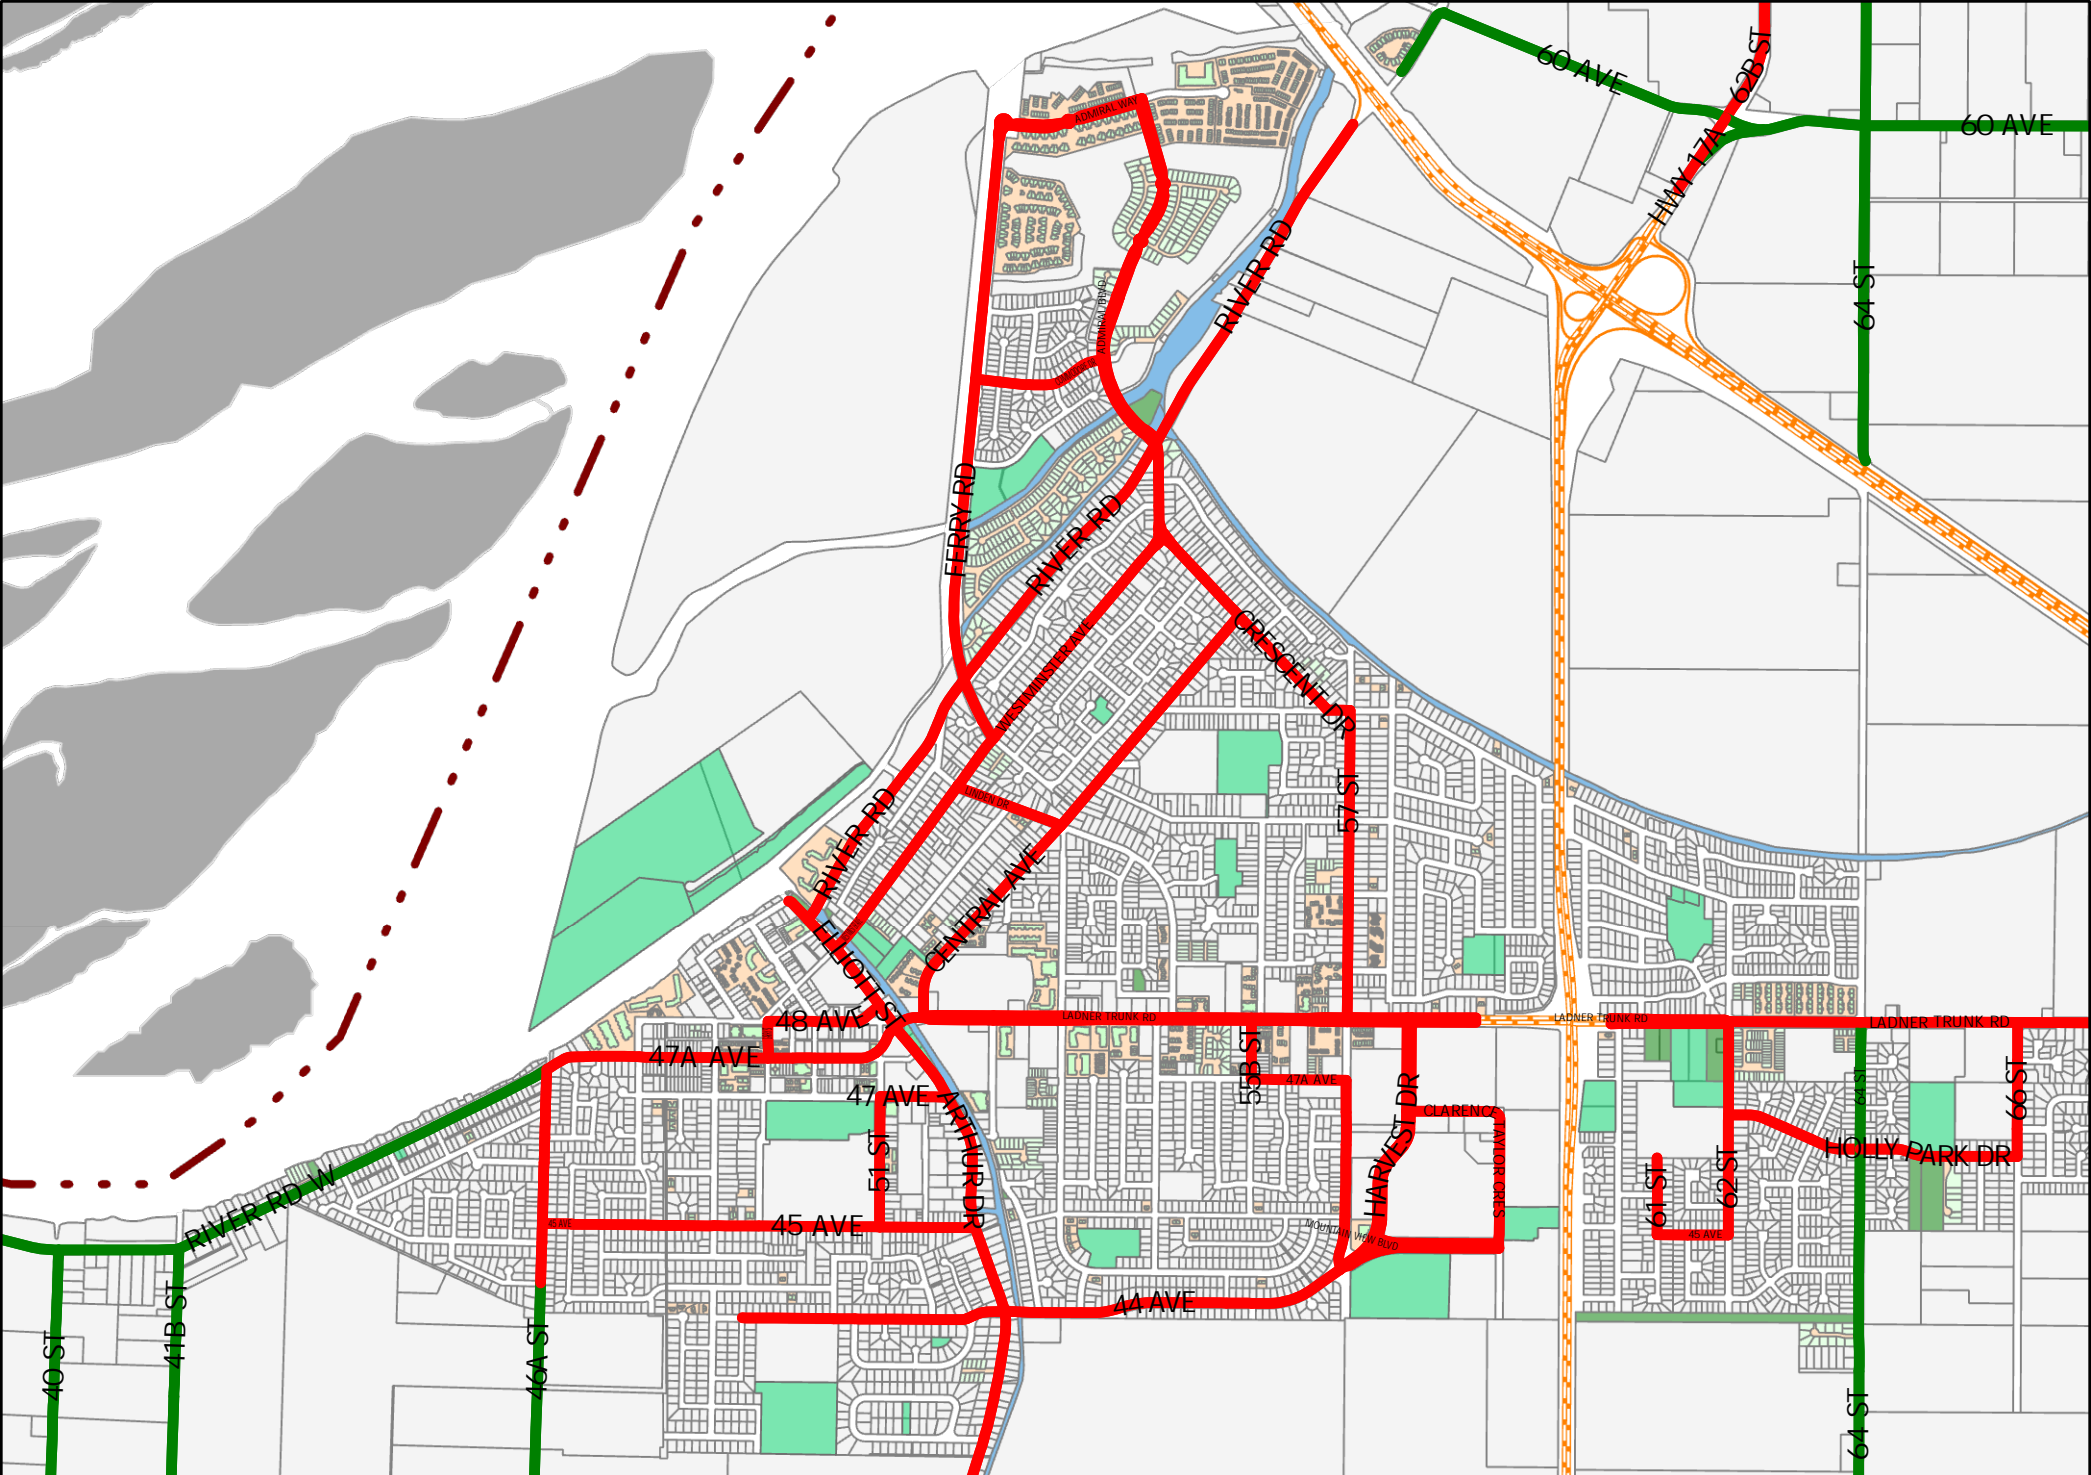 60 AVE
62B ST
ADMIRAL WAY
60 AVE
HWY 17A
RIVER RD
64 ST
ADMIRAL BLVD
FERRY RD
RIVER RD
WESTMINSTER AVE
CRESCENT DR
57 ST
LINDEN DR
RIVER RD
CENTRAL AVE
ELLIOTT ST
48 AVE
LADNER TRUNK RD
LADNER TRUNK RD
LADNER TRUNK RD
47A AVE
55B ST
47A AVE
64 ST
66 ST
47 AVE
ARTHUR DR
HARVEST DR
CLARENCE
TAYLOR CRES
51 ST
HOLLY PARK DR
61 ST
62 ST
RIVER RD W
45 AVE
45 AVE
MOUNTAIN VIEW BLVD
45 AVE
44 AVE
40 ST
41B ST
46A ST
64 ST